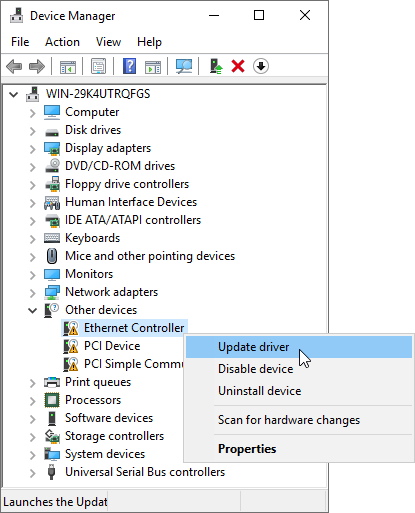 Device Manager
File Action View Help
WIN-29K4UTRQFGS
Computer
Disk drives
Display adapters
DVD/CD-ROM drives
Floppy drive controllers
Human Interface Devices
IDE ATA/ATAPI controllers
Keyboards
Mice and other pointing devices
Monitors
Network adapters
Other devices
Ethernet Controller
PCI Device
PCI Simple Commu
Print queues
Processors
Software devices
Storage controllers
System devices
Universal Serial Bus controllers
Update driver
Disable device
Uninstall device
Scan for hardware changes
Properties
Launches the Updat